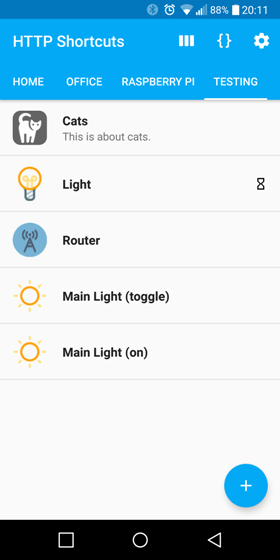 88% 20:11
HTTP Shortcuts {}
HOME OFFICE RASPBERRY PI TESTING
Cats
This is about cats.
Light
Router
Main Light (toggle)
Main Light (on)
+